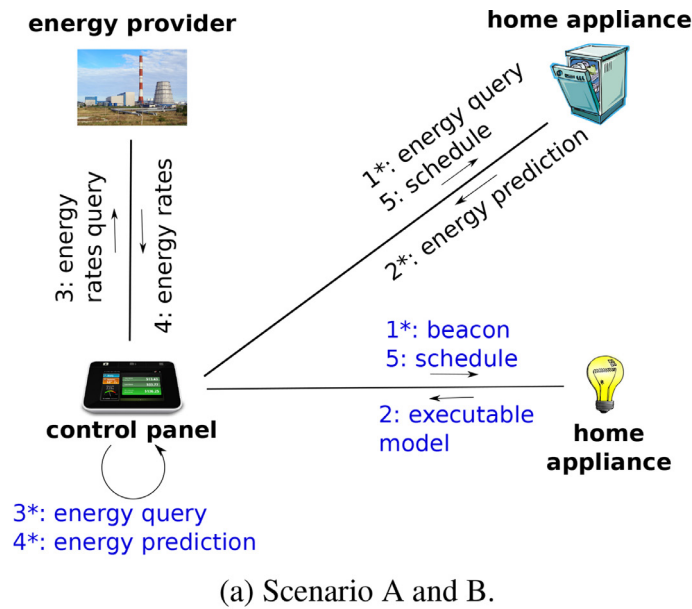 energy provider
home appliance
1*: energy query
5: schedule
2*: energy prediction
3: energy
rates query
4: energy rates
1*: beacon
5: schedule
2: executable
model
control panel
home
appliance
3*: energy query
4*: energy prediction
(a) Scenario A and B.